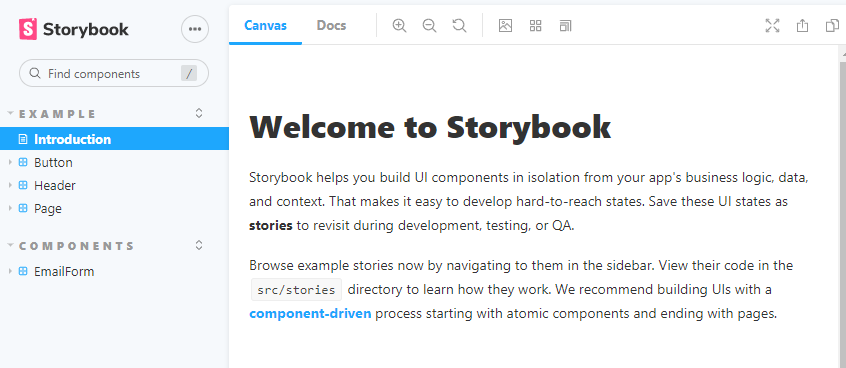 Storybook
Find components
/
EXAMPLE
Introduction
Button
Header
Page
COMPONENTS
EmailForm
Canvas
Docs
Welcome to Storybook
Storybook helps you build UI components in isolation from your app's business logic, data,
and context. That makes it easy to develop hard-to-reach states. Save these UI states as
stories to revisit during development, testing, or QA.
Browse example stories now by navigating to them in the sidebar. View their code in the
src/stories directory to learn how they work. We recommend building UIs with a
component-driven process starting with atomic components and ending with pages.